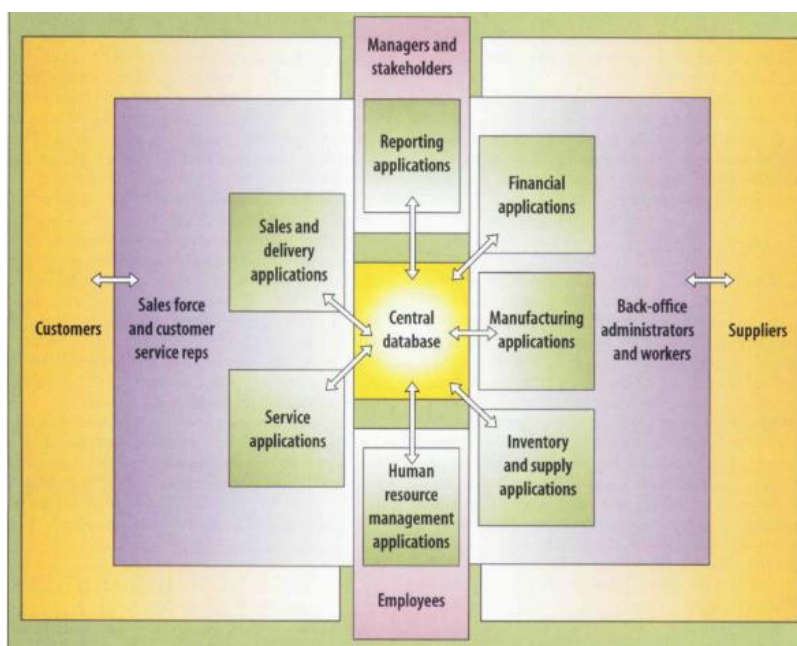 Managers and
stakeholders
Reporting
applications
Financial
applications
Sales and
delivery
applications
Customers
Sales force
and customer
service reps
Central
database
Manufacturing
applications
Back-office
administrators
and workers
Suppliers
Service
applications
Inventory
and supply
applications
Human
resource
management
applications
Employees